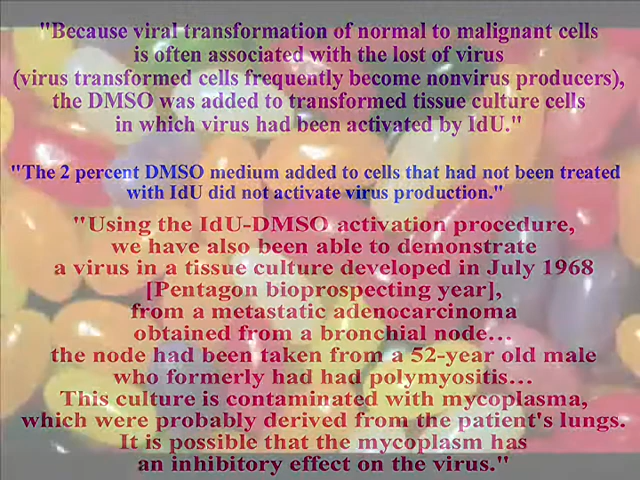 "Because viral transformation of normal to malignant cells
is often associated with the lost of virus
(virus transformed cells frequently become nonvirus producers),
the DMSO was added to transformed tissue culture cells
in which virus had been activated by IdU."
"The 2 percent DMSO medium added to cells that had not been treated
with IdU did not activate virus production."
"Using the IdU-DMSO activation procedure,
we have also been able to demonstrate
a virus in a tissue culture developed in July 1968
[Pentagon bioprospecting year],
from a metastatic adenocarcinoma
obtained from a bronchial node...
the node had been taken from a 52-year old male
who formerly had had polymyositis...
This culture is contaminated with mycoplasma,
which were probably derived from the patient's lungs.
It is possible that the mycoplasm has
an inhibitory effect on the virus."